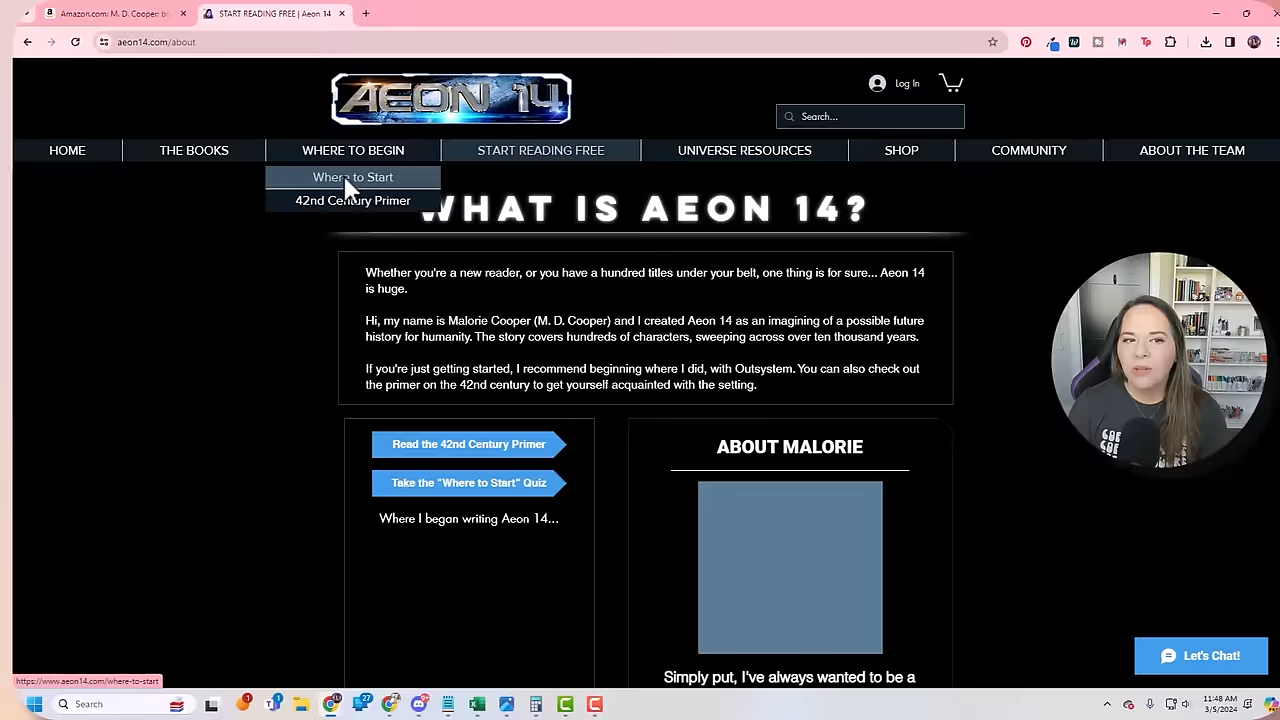 Amazon.com: M. D. Cooper: b
START READING FREE | Aeon 14
aeon14.com/about
AEON 14
Log In
Search...
HOME
THE BOOKS
WHERE TO BEGIN
START READING FREE
UNIVERSE RESOURCES
SHOP
COMMUNITY
ABOUT THE TEAM
Where to Start
42nd Century Primer
WHAT IS AEON 14?
Whether you're a new reader, or you have a hundred titles under your belt, one thing is for sure... Aeon 14
is huge.
Hi, my name is Malorie Cooper (M. D. Cooper) and I created Aeon 14 as an imagining of a possible future
history for humanity. The story covers hundreds of characters, sweeping across over ten thousand years.
If you're just getting started, I recommend beginning where I did, with Outsystem. You can also check out
the primer on the 42nd century to get yourself acquainted with the setting.
Read the 42nd Century Primer
Take the "Where to Start" Quiz
Where I began writing Aeon 14...
ABOUT MALORIE
Simply put, I've always wanted to be a
Let's Chat!
https://www.aeon14.com/where-to-start
Search
11:48 AM
3/5/2024